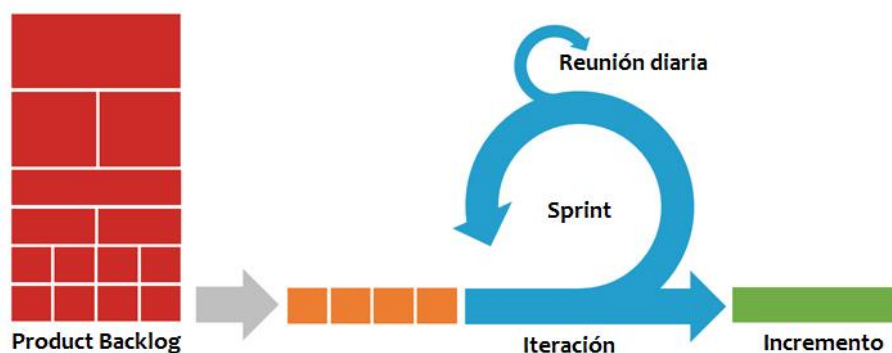 Reunión diaria
Sprint
Product Backlog
Iteración
Incremento